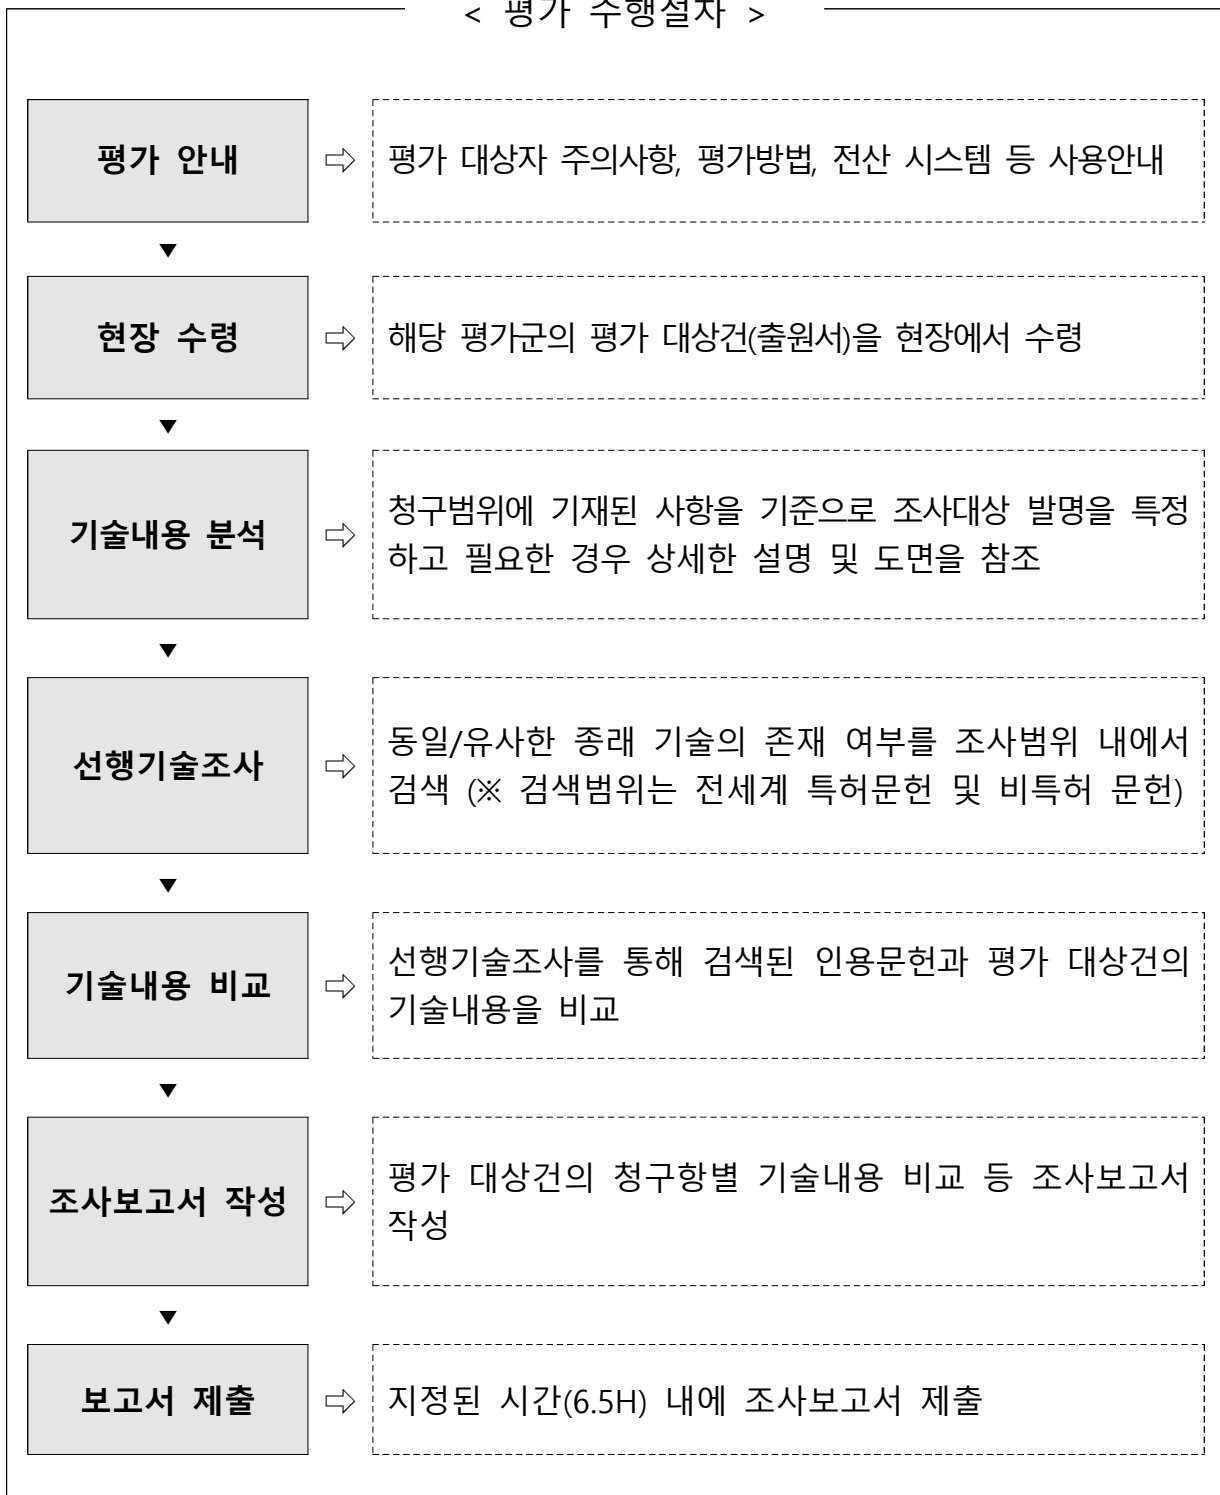 < 평가 수행절차 >
평가 안내
⇨
평가 대상자 주의사항, 평가방법, 전산 시스템 등 사용안내
▼
현장 수령
⇨
해당 평가군의 평가 대상건(출원서)을 현장에서 수령
▼
기술내용 분석
⇨
청구범위에 기재된 사항을 기준으로 조사대상 발명을 특정
하고 필요한 경우 상세한 설명 및 도면을 참조
▼
선행기술조사
⇨
동일/유사한 종래 기술의 존재 여부를 조사범위 내에서
검색 (※ 검색범위는 전세계 특허문헌 및 비특허 문헌)
▼
기술내용 비교
⇨
선행기술조사를 통해 검색된 인용문헌과 평가 대상건의
기술내용을 비교
▼
조사보고서 작성
⇨
평가 대상건의 청구항별 기술내용 비교 등 조사보고서
작성
▼
보고서 제출
⇨
지정된 시간(6.5H) 내에 조사보고서 제출